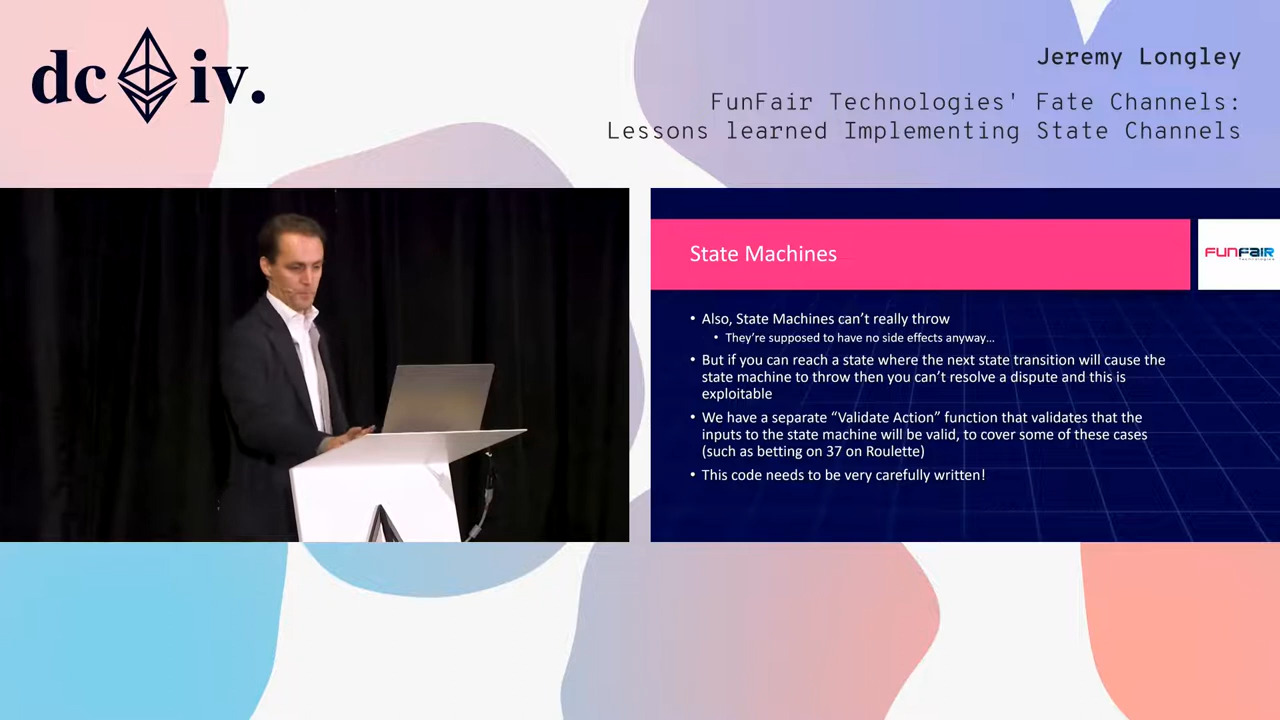 dc iv.
Jeremy Longley
FunFair Technologies' Fate Channels:
Lessons learned Implementing State Channels
State Machines
FUNFAIR
Technologies
• Also, State Machines can't really throw
• They're supposed to have no side effects anyway…
• But if you can reach a state where the next state transition will cause the
state machine to throw then you can't resolve a dispute and this is
exploitable
• We have a separate “Validate Action” function that validates that the
inputs to the state machine will be valid, to cover some of these cases
(such as betting on 37 on Roulette)
• This code needs to be very carefully written!